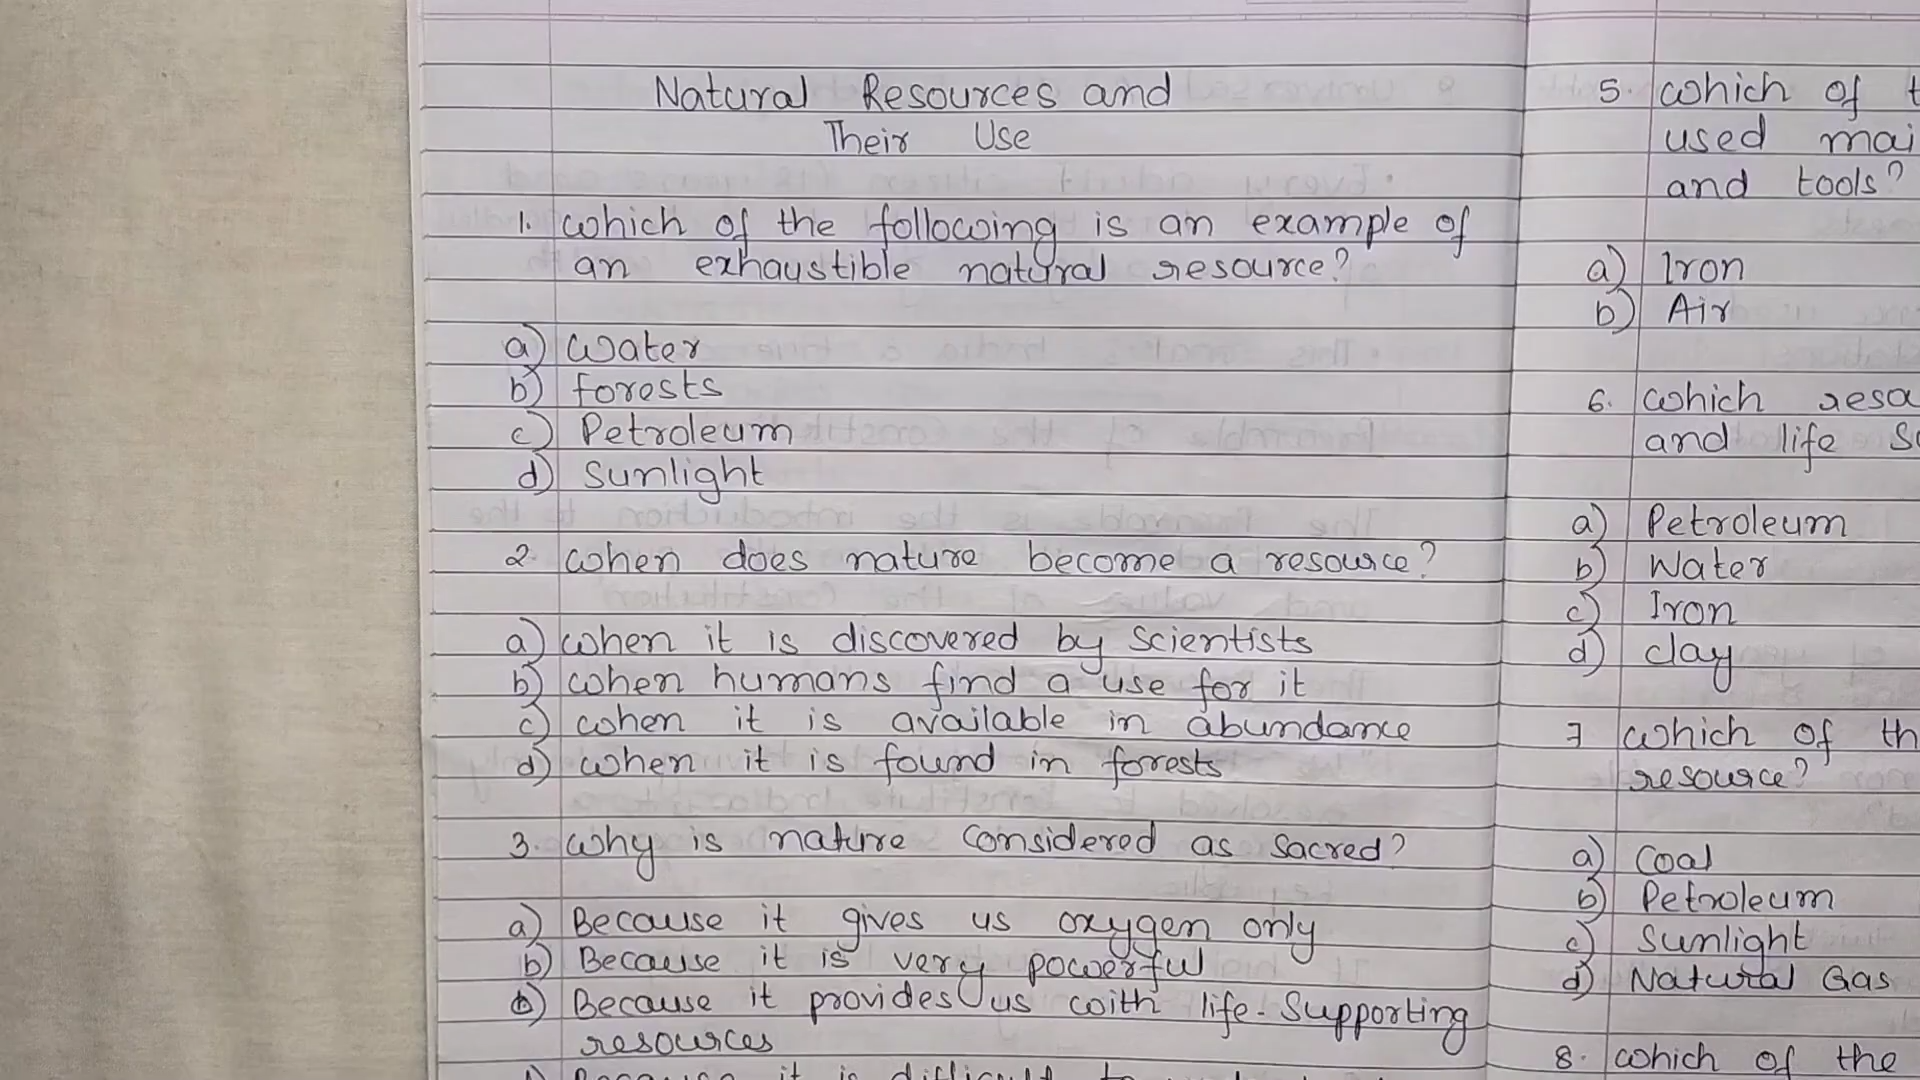 Natural Resources and
Their Use
1. Which of the following is an example of
an exhaustible natural resource?
a) Water
b) forests
c) Petroleum
d) Sunlight
2. When does nature become a resource?
a) When it is discovered by Scientists
b) When humans find a use for it
c) When it is available in abundance
d) When it is found in forests
3. Why is nature Considered as Sacred?
a) Because it gives us oxygen only
b) Because it is very powerful
c) Because it provides us with life-Supporting
resources
5. Which of
used
and tools?
a) Iron
b) Air
6. Which
and life
a) Petroleum
b) Water
c) Iron
d) clay
7 Which of
resource?
a) Coal
b) Petroleum
c) Sunlight
d) Natural Gas
8. Which of the